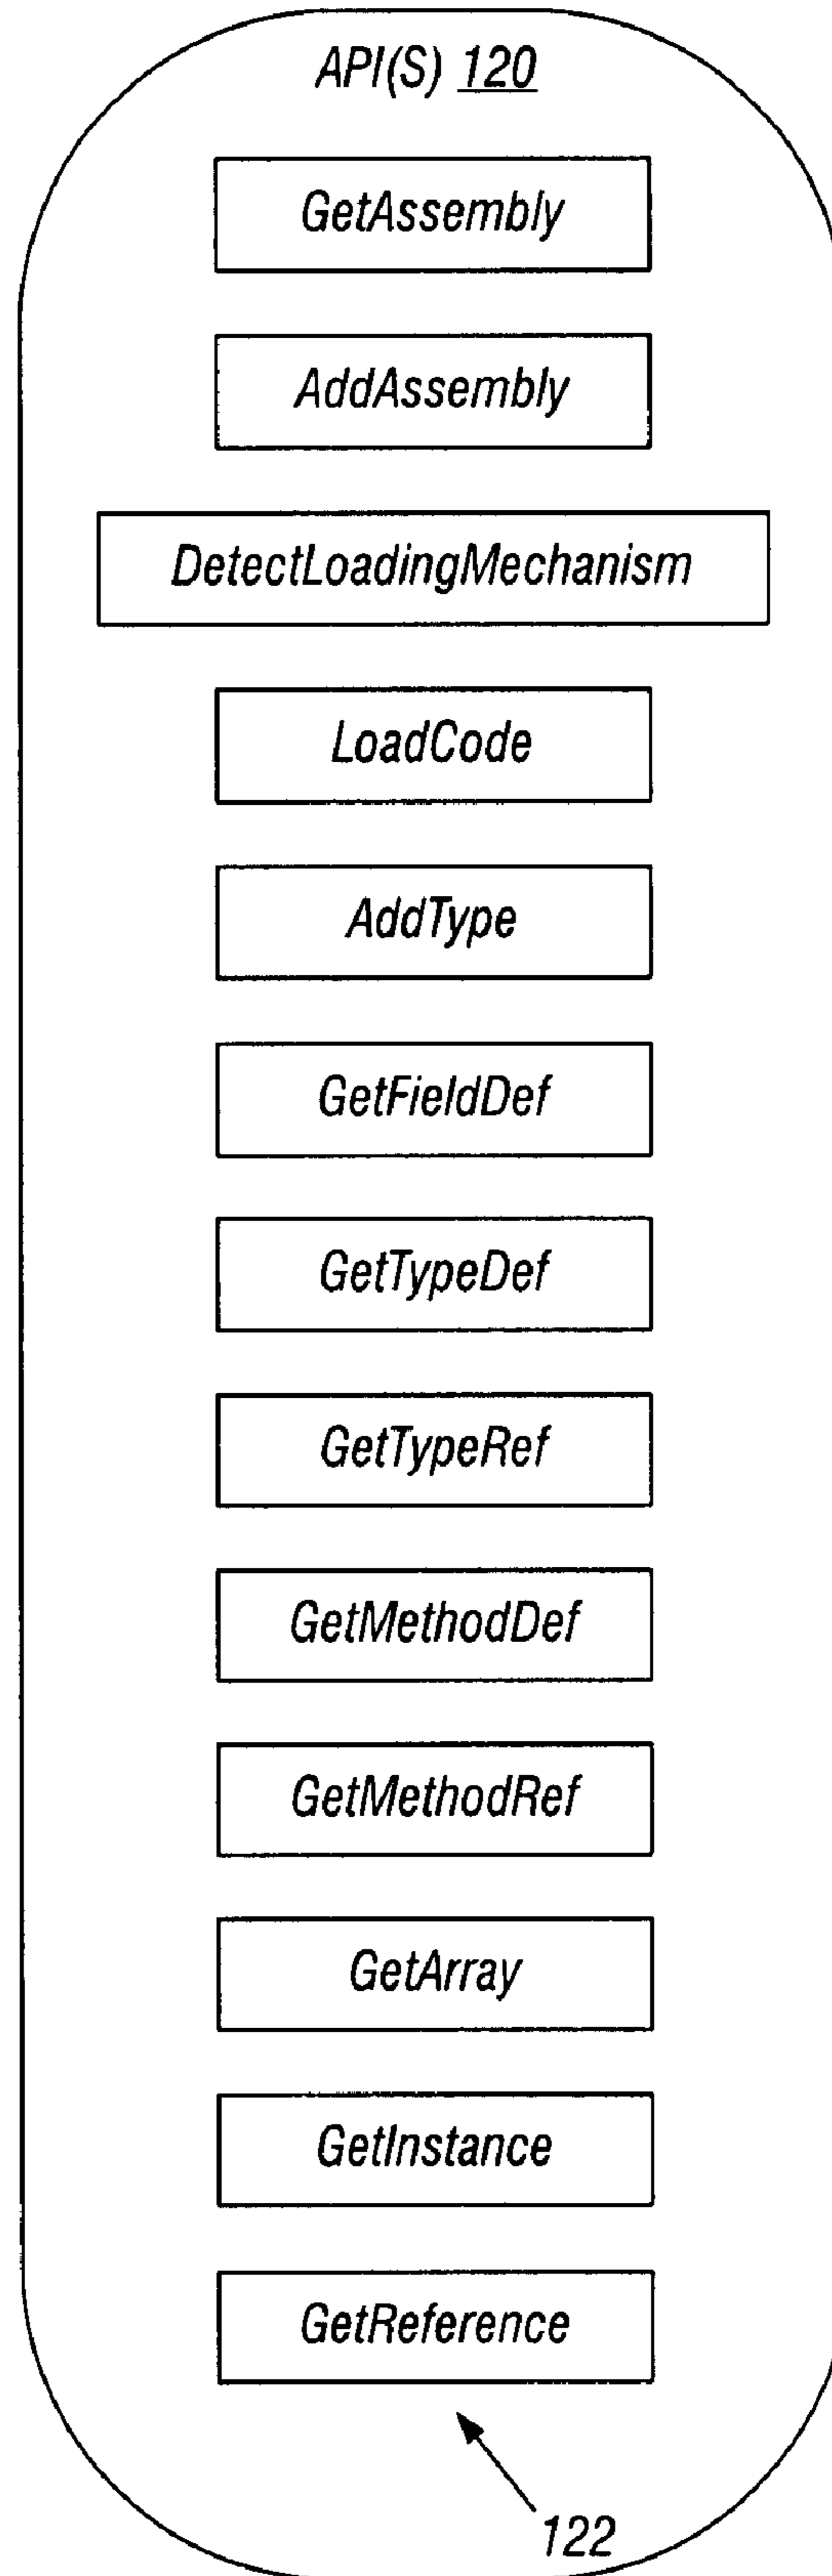 API(S) 120
GetAssembly
AddAssembly
DetectLoadingMechanism
LoadCode
AddType
GetFieldDef
GetTypeDef
GetTypeRef
GetMethodDef
GetMethodRef
GetArray
GetInstance
GetReference
122